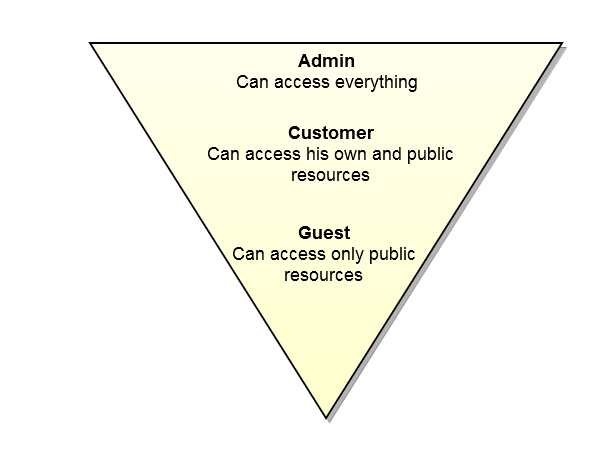 Admin
Can access everything
Customer
Can access his own and public
resources
Guest
Can access only public
resources